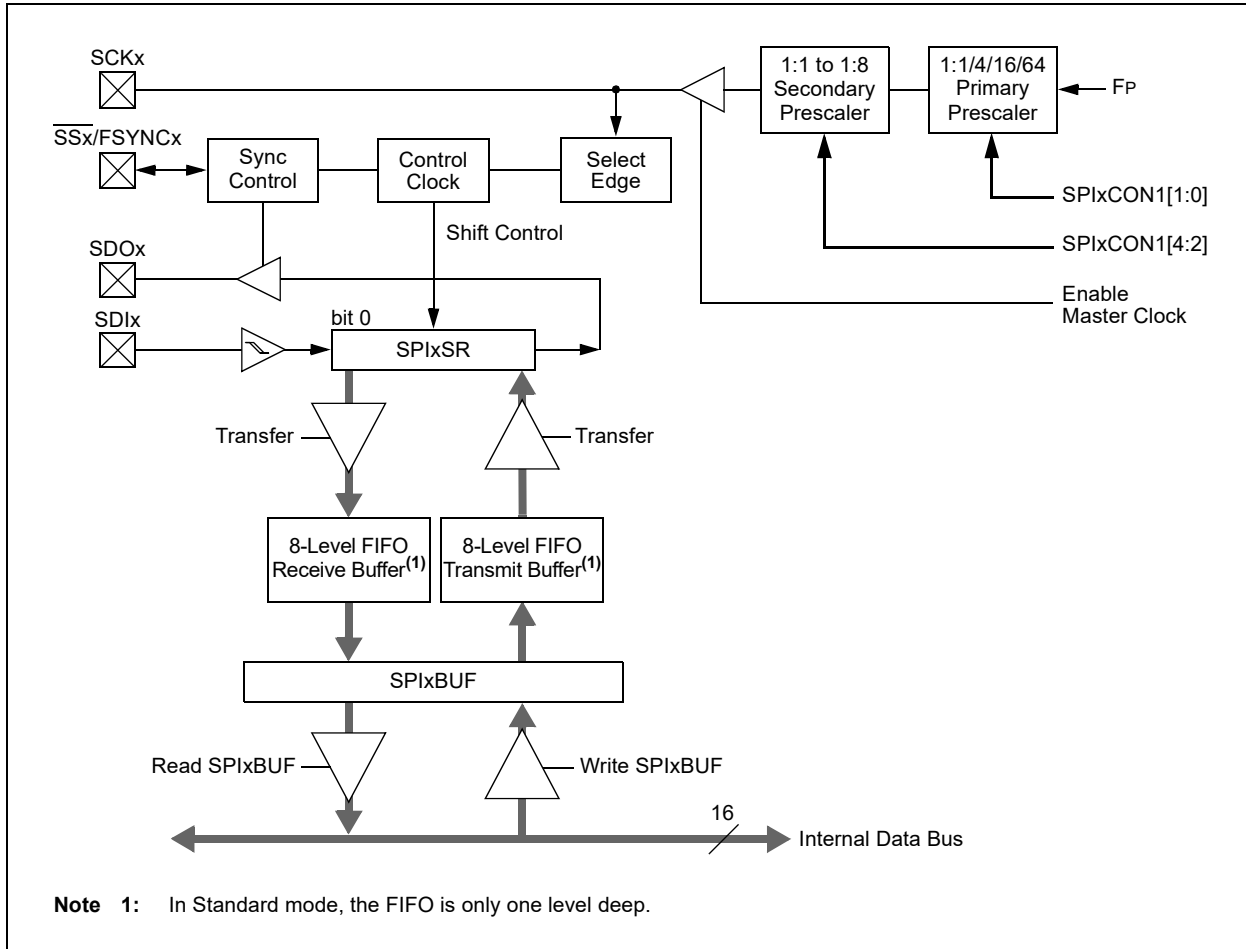 SCKx
1:1 to 1:8
Secondary
Prescaler
1:1/4/16/64
Primary
Prescaler
FP
SSx/FSYNCx
Sync
Control
Control
Clock
Select
Edge
SPIxCON1[1:0]
Shift Control
SPIxCON1[4:2]
SDOx
Enable
Master Clock
SDIx
bit 0
SPIxSR
Transfer
Transfer
8-Level FIFO
Receive Buffer(1)
8-Level FIFO
Transmit Buffer(1)
SPIxBUF
Read SPIxBUF
Write SPIxBUF
16
Internal Data Bus
Note 1: In Standard mode, the FIFO is only one level deep.